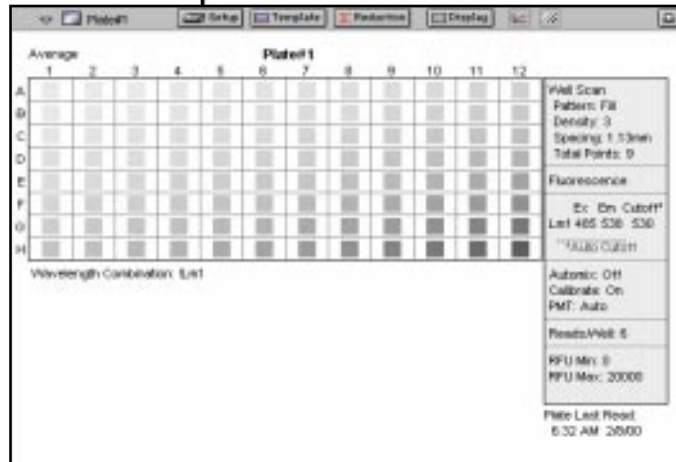 Plate#1 Setup Template Reduction Display
Average Plate#1
1 2 3 4 5 6 7 8 9 10 11 12
A
B
C
D
E
F
G
H
Wavelength Combination: !Lm1
Well Scan
Pattern: Fill
Density: 3
Spacing: 1.13mm
Total Points: 9
Fluorescence
Ex Em Cutoff*
Lm1 485 538 530
*Auto Cutoff
Automix: Off
Calibrate: On
PMT: Auto
Reads/Well: 6
RFU Min: 0
RFU Max: 20000
Plate Last Read:
6:32 AM 2/8/00